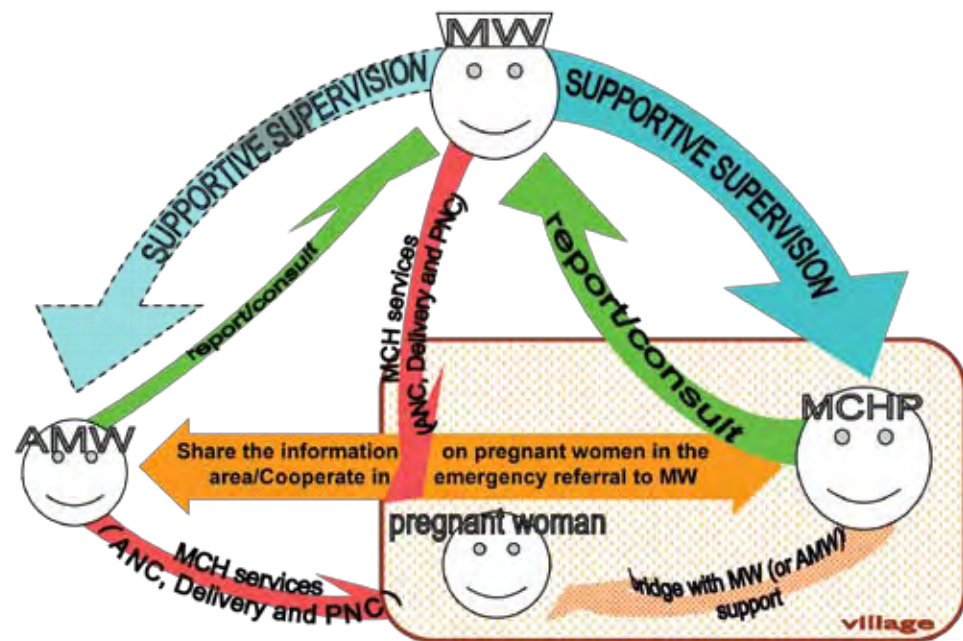 MW
SUPPORTIVE SUPERVISION
SUPPORTIVE SUPERVISION
report/consult
MCH services
(ANC, Delivery and PNC)
report/consult
AMW
MCHP
Share the information on pregnant women in the
area/Cooperate in emergency referral to MW
pregnant woman
MCH services
(ANC, Delivery and PNC)
bridge with MW (or AMW)
support
village